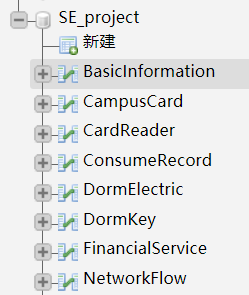 SE_project
新建
BasicInformation
CampusCard
CardReader
ConsumeRecord
DormElectric
DormKey
FinancialService
NetworkFlow